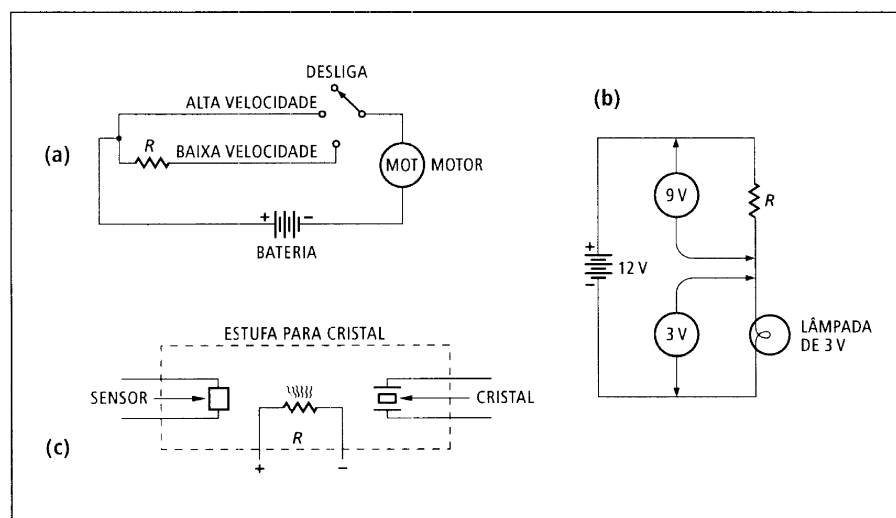 (a)
DESLIGA
ALTA VELOCIDADE
R
BAIXA VELOCIDADE
MOT
MOTOR
+
-
BATERIA
(b)
9 V
R
+
-
12 V
3 V
LÂMPADA
DE 3 V
(c)
ESTUFA PARA CRISTAL
SENSOR
R
CRISTAL
+
-